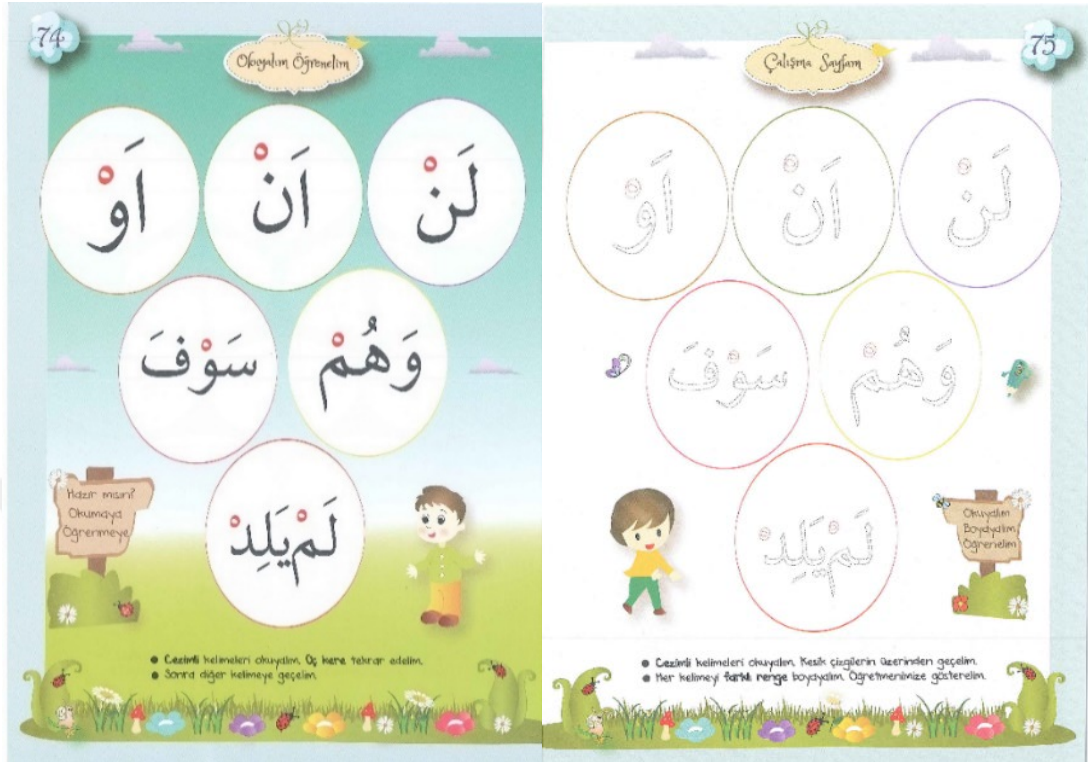 74
Okuyalım Öğrenelim
لَنْ
اَنْ
اَوْ
وَهُمْ
سَوْفَ
لَمْ يَلِدْ
Hazır mısın?
Okumaya
Öğrenmeye
Cezimli kelimeleri okuyalım. Üç kere tekrar edelim.
Sonra diğer kelimeye geçelim.
75
Çalışma Sayfam
لَنْ
اَنْ
اَوْ
وَهُمْ
سَوْفَ
لَمْ يَلِدْ
Okuyalım
Boyayalım
Öğrenelim
Cezimli kelimeleri okuyalım. Kesik çizgilerin üzerinden geçelim.
Her kelimeyi farklı renge boyayalım. Öğretmenimize gösterelim.